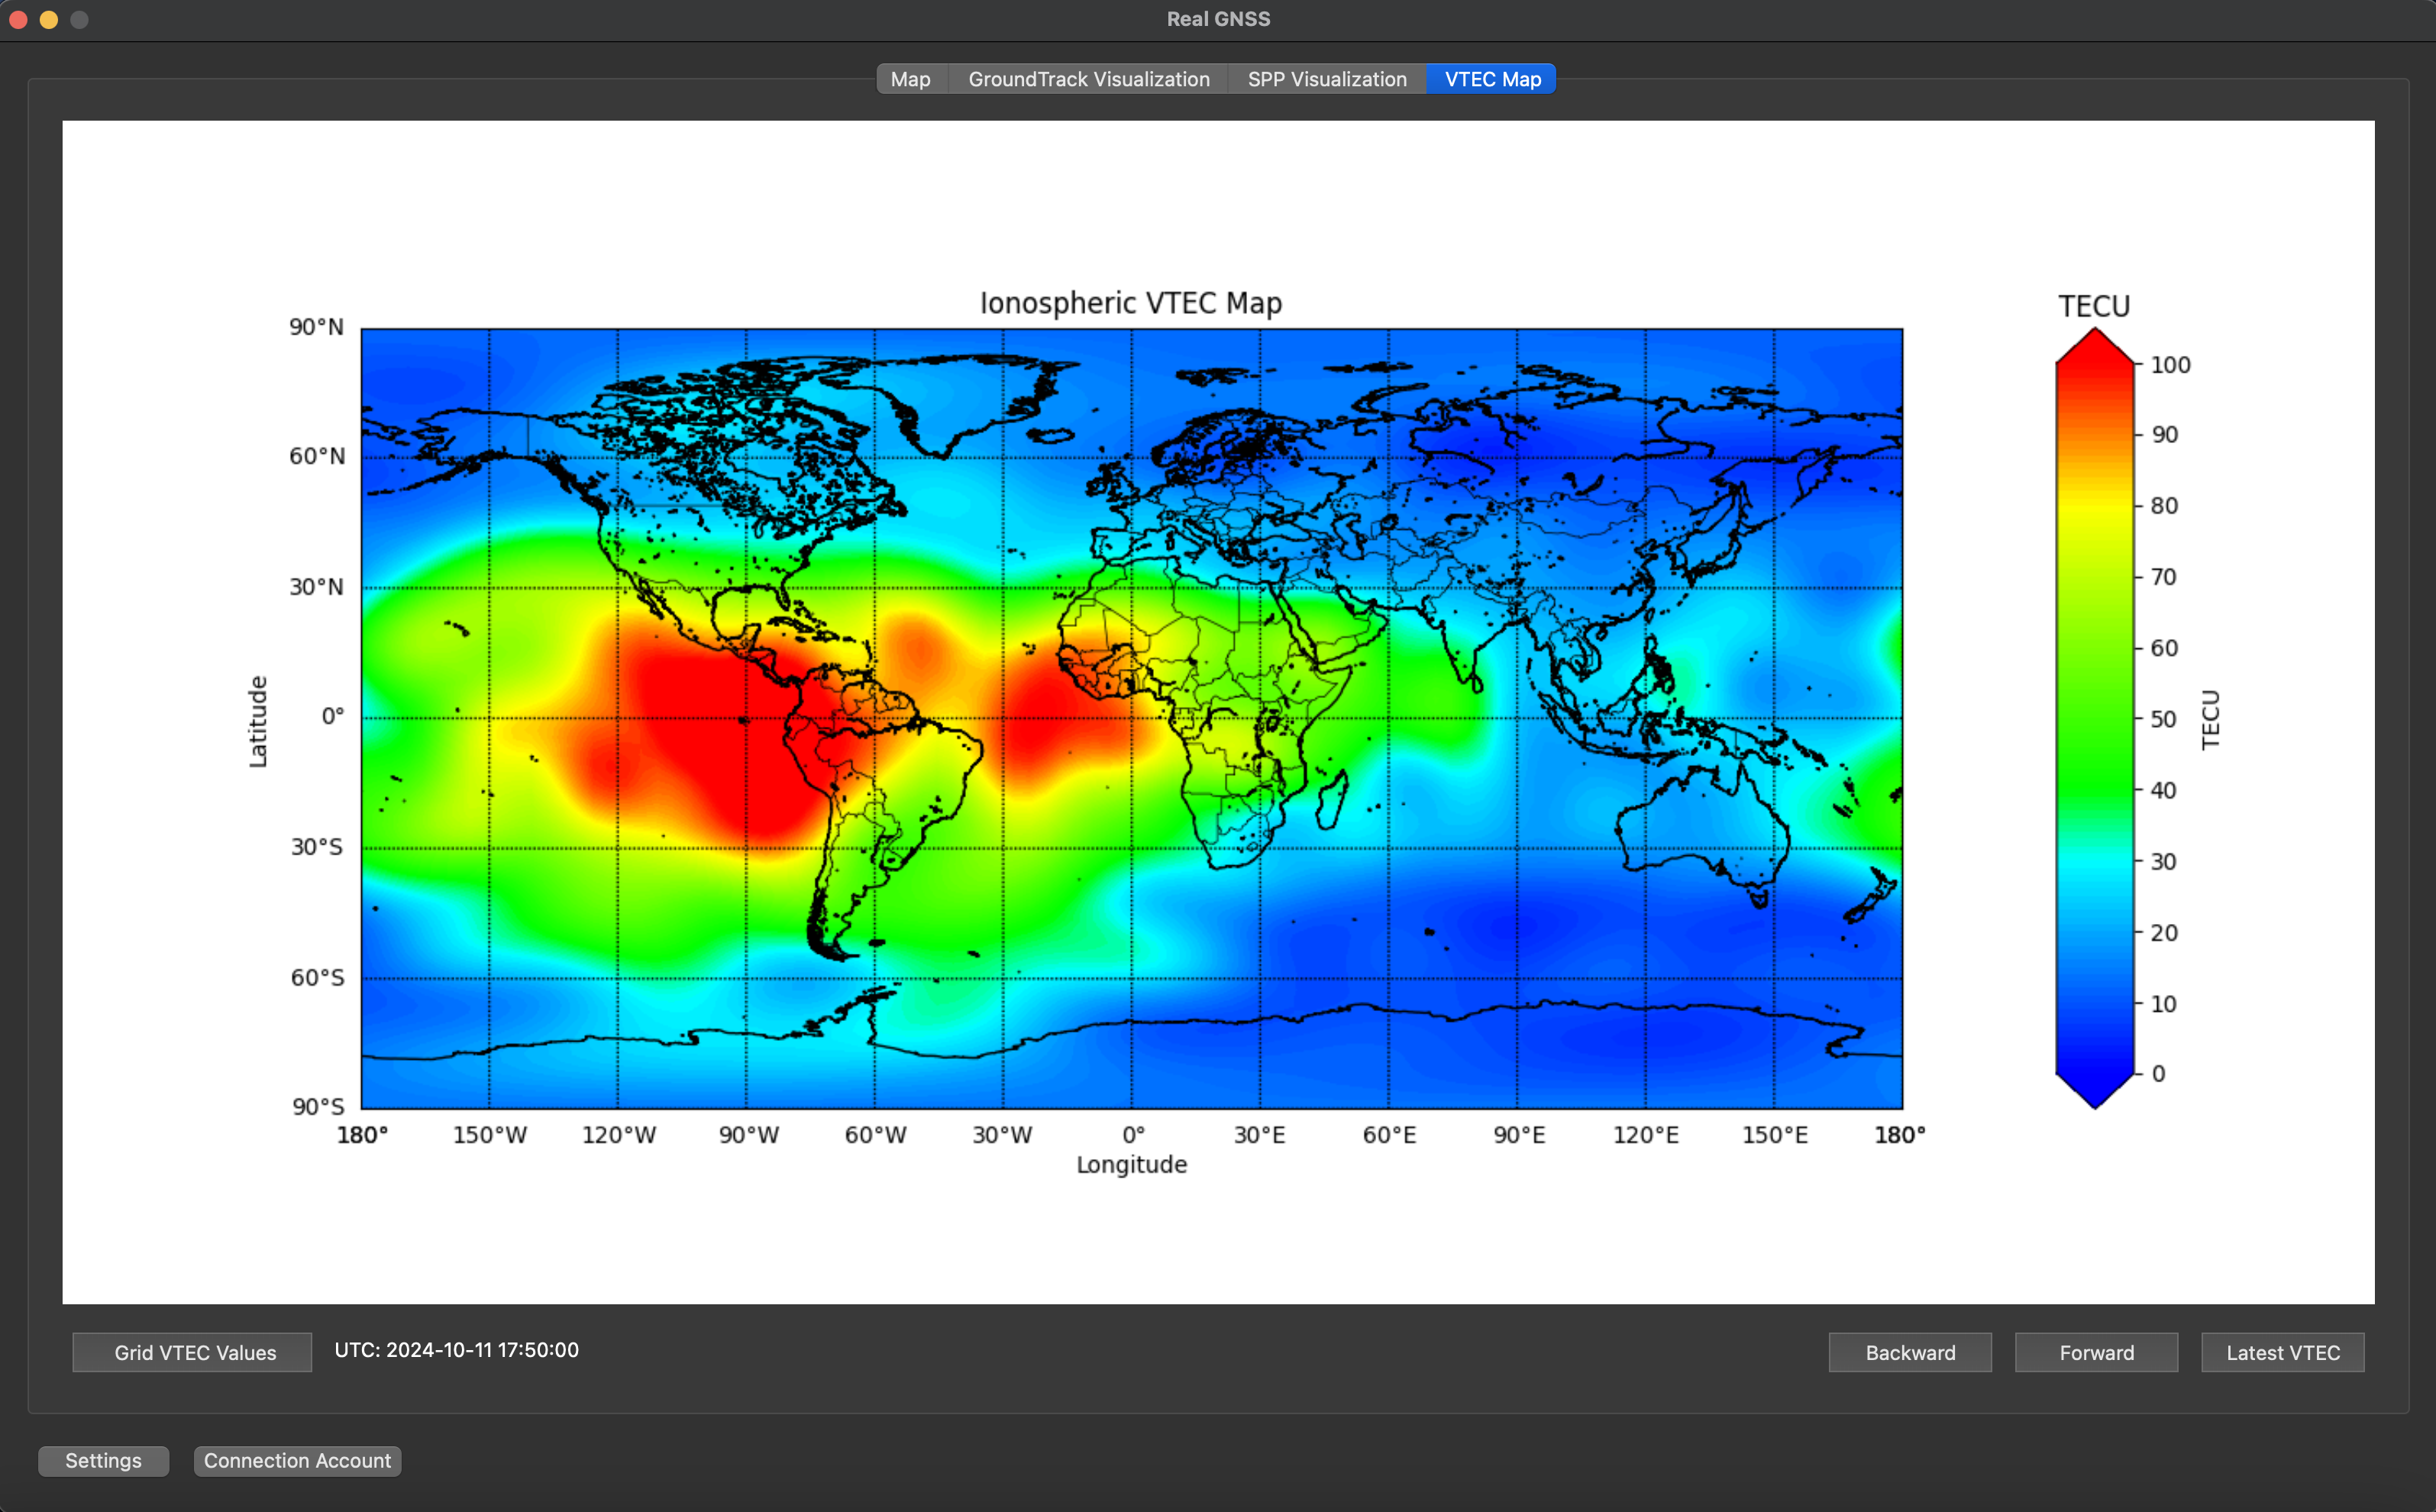 Real GNSS
Map GroundTrack Visualization SPP Visualization VTEC Map
Ionospheric VTEC Map
TECU
90°N
60°N
30°N
0°
30°S
60°S
90°S
Latitude
180° 150°W 120°W 90°W 60°W 30°W 0° 30°E 60°E 90°E 120°E 150°E 180°
Longitude
100
90
80
70
60
50
40
30
20
10
0
TECU
Grid VTEC Values UTC: 2024-10-11 17:50:00 Backward Forward Latest VTEC
Settings Connection Account